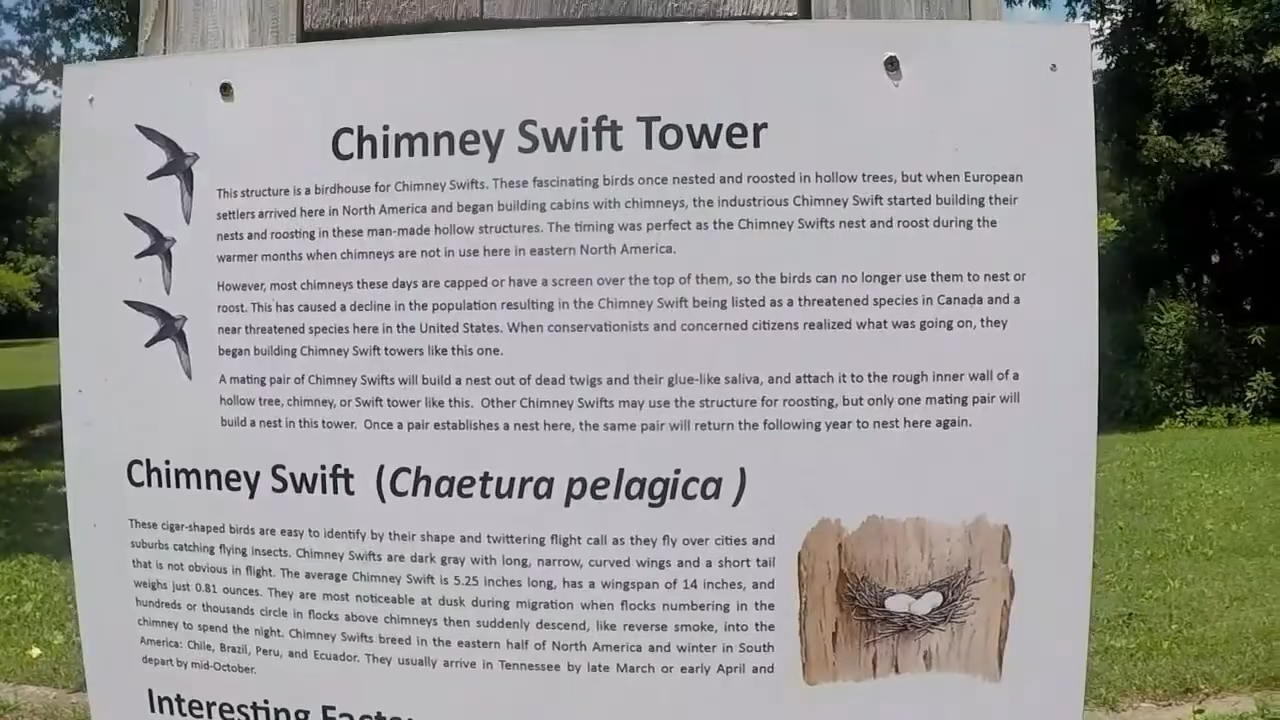 Chimney Swift Tower
This structure is a birdhouse for Chimney Swifts. These fascinating birds once nested and roosted in hollow trees, but when European
settlers arrived here in North America and began building cabins with chimneys, the industrious Chimney Swift started building their
nests and roosting in these man-made hollow structures. The timing was perfect as the Chimney Swifts nest and roost during the
warmer months when chimneys are not in use here in eastern North America.
However, most chimneys these days are capped or have a screen over the top of them, so the birds can no longer use them to nest or
roost. This has caused a decline in the population resulting in the Chimney Swift being listed as a threatened species in Canada and a
near threatened species here in the United States. When conservationists and concerned citizens realized what was going on, they
began building Chimney Swift towers like this one.
A mating pair of Chimney Swifts will build a nest out of dead twigs and their glue-like saliva, and attach it to the rough inner wall of a
hollow tree, chimney, or Swift tower like this. Other Chimney Swifts may use the structure for roosting, but only one mating pair will
build a nest in this tower. Once a pair establishes a nest here, the same pair will return the following year to nest here again.
Chimney Swift (Chaetura pelagica )
These cigar-shaped birds are easy to identify by their shape and twittering flight call as they fly over cities and
suburbs catching flying insects. Chimney Swifts are dark gray with long, narrow, curved wings and a short tail
that is not obvious in flight. The average Chimney Swift is 5.25 inches long, has a wingspan of 14 inches, and
weighs just 0.81 ounces. They are most noticeable at dusk during migration when flocks numbering in the
hundreds or thousands circle in flocks above chimneys then suddenly descend, like reverse smoke, into the
chimney to spend the night. Chimney Swifts breed in the eastern half of North America and winter in South
America: Chile, Brazil, Peru, and Ecuador. They usually arrive in Tennessee by late March or early April and
depart by mid-October.
Interesting Facts